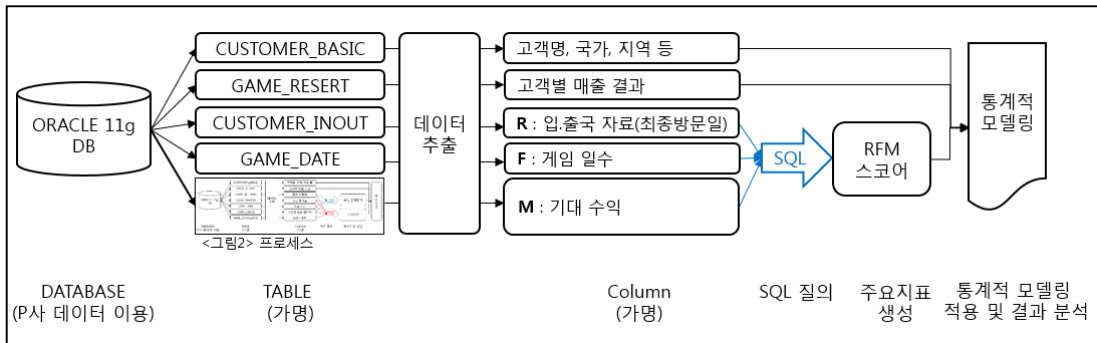 ORACLE 11g
DB
CUSTOMER_BASIC
GAME_RESERT
CUSTOMER_INOUT
GAME_DATE
<그림2> 프로세스
데이터
추출
고객명, 국가, 지역 등
고객별 매출 결과
R : 입.출국 자료(최종방문일)
F : 게임 일수
M : 기대 수익
SQL
RFM
스코어
통계적
모델링
DATABASE
(P사 데이터 이용)
TABLE
(가명)
Column
(가명)
SQL 질의
주요지표
생성
통계적 모델링
적용 및 결과 분석